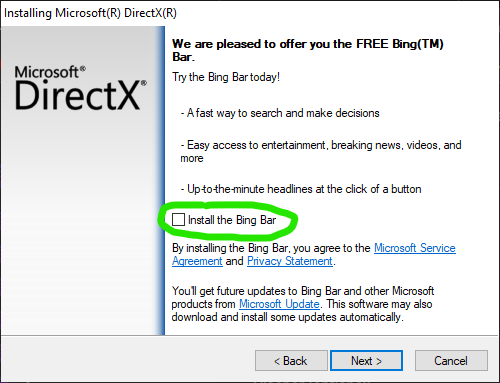 Installing Microsoft(R) DirectX(R)
Microsoft®
DirectX®
We are pleased to offer you the FREE Bing(TM)
Bar.
Try the Bing Bar today!
- A fast way to search and make decisions
- Easy access to entertainment, breaking news, videos, and
more
- Up-to-the-minute headlines at the click of a button
Install the Bing Bar
By installing the Bing Bar, you agree to the Microsoft Service
Agreement and Privacy Statement.
You'll get future updates to Bing Bar and other Microsoft
products from Microsoft Update. This software may also
download and install some updates automatically.
< Back
Next >
Cancel